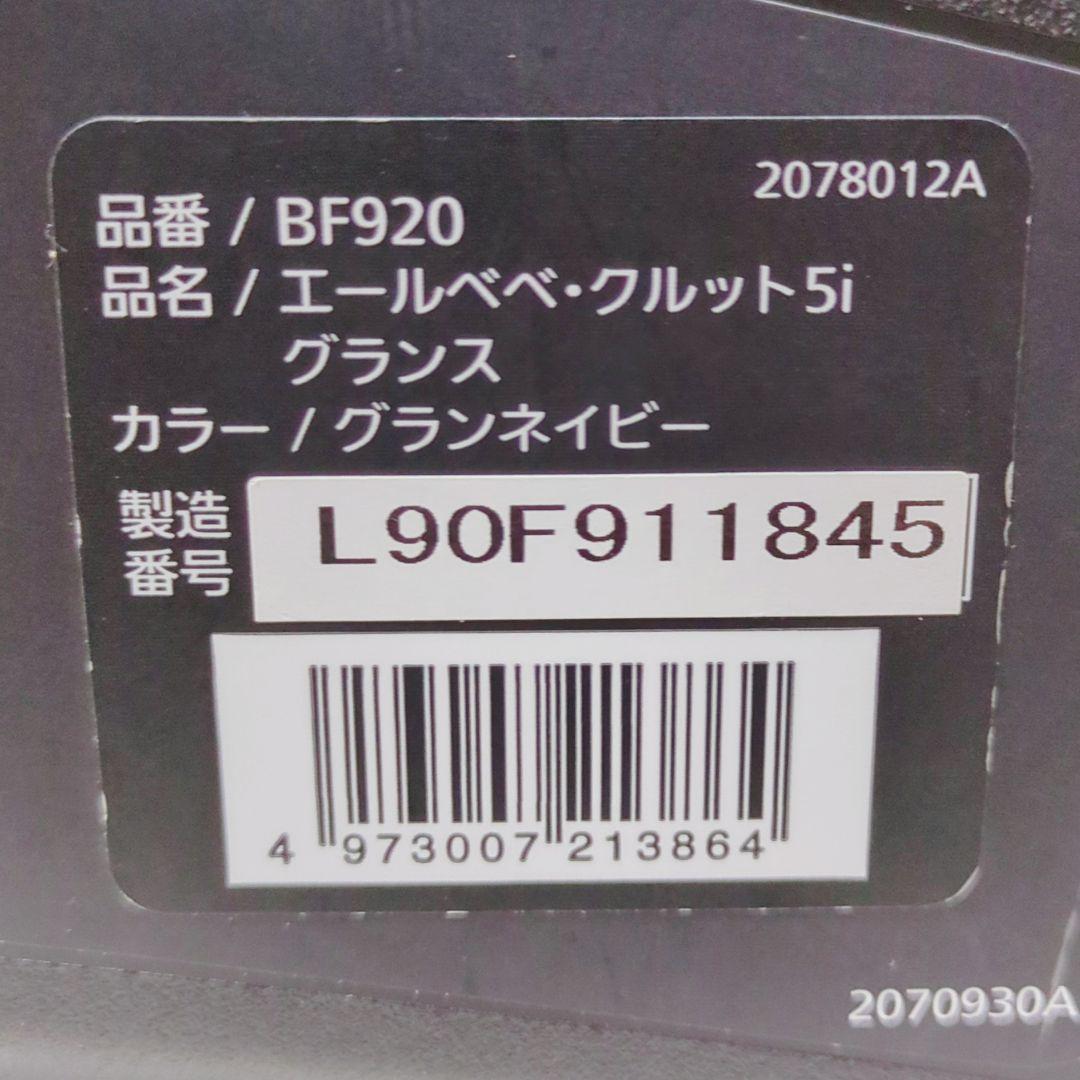 2078012A
品番 / BF920
品名 / エールベベ・クルット5i
グランス
カラー / グランネイビー
製造
番号
L90F911845
4 973007 213864
2070930A